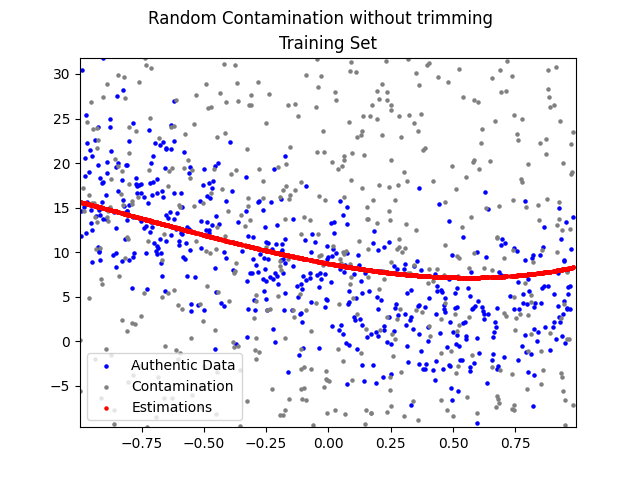 Random Contamination without trimming
Training Set
30
25
20
15
10
5
0
−5
−0.75 −0.50 −0.25 0.00 0.25 0.50 0.75
Authentic Data
Contamination
Estimations